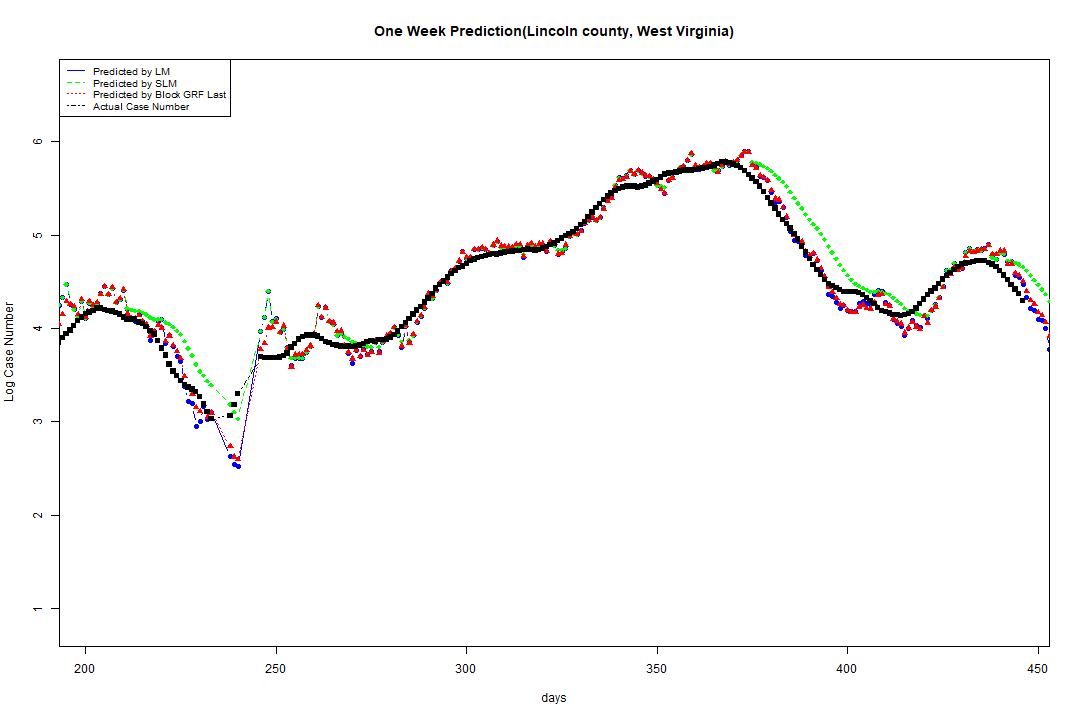 One Week Prediction(Lincoln county, West Virginia)
Predicted by LM
Predicted by SLM
Predicted by Block GRF Last
Actual Case Number
6
5
4
3
2
1
Log Case Number
200 250 300 350 400 450
days